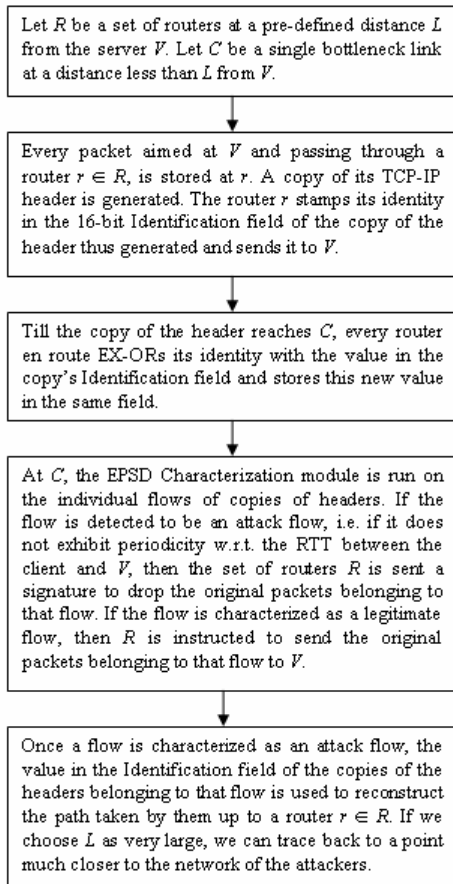 Let R be a set of routers at a pre-defined distance L
from the server V. Let C be a single bottleneck link
at a distance less than L from V.
Every packet aimed at V and passing through a
router r ∈ R, is stored at r. A copy of its TCP-IP
header is generated. The router r stamps its identity
in the 16-bit Identification field of the copy of the
header thus generated and sends it to V.
Till the copy of the header reaches C, every router
en route EX-ORs its identity with the value in the
copy's Identification field and stores this new value
in the same field.
At C, the EPSD Characterization module is run on
the individual flows of copies of headers. If the
flow is detected to be an attack flow, i.e. if it does
not exhibit periodicity w.r.t. the RTT between the
client and V, then the set of routers R is sent a
signature to drop the original packets belonging to
that flow. If the flow is characterized as a legitimate
flow, then R is instructed to send the original
packets belonging to that flow to V.
Once a flow is characterized as an attack flow, the
value in the Identification field of the copies of the
headers belonging to that flow is used to reconstruct
the path taken by them up to a router r ∈ R. If we
choose L as very large, we can trace back to a point
much closer to the network of the attackers.